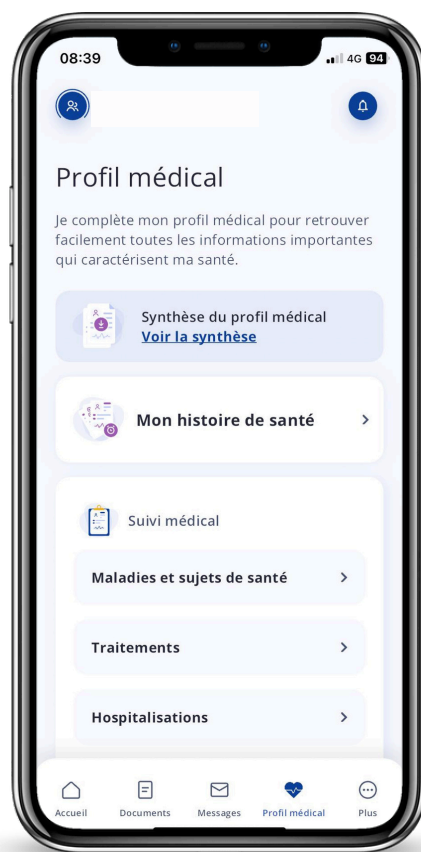 08:39
4G 94
Profil médical
Je complète mon profil médical pour retrouver
facilement toutes les informations importantes
qui caractérisent ma santé.
Synthèse du profil médical
Voir la synthèse
Mon histoire de santé
Suivi médical
Maladies et sujets de santé
Traitements
Hospitalisations
Accueil Documents Messages Profil médical Plus